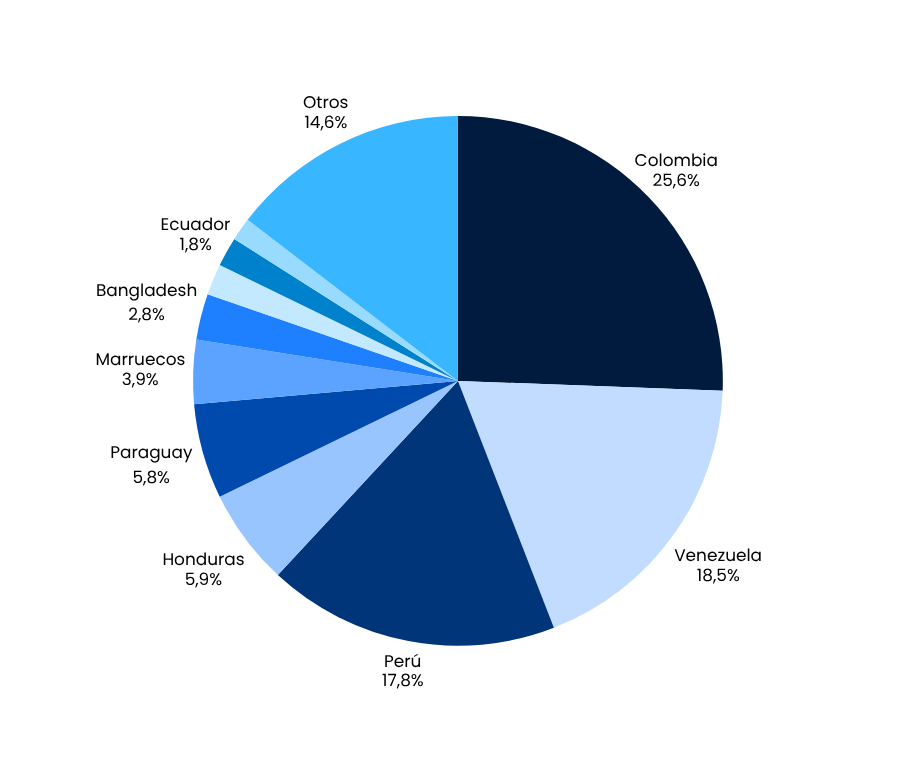 Otros
14,6%
Colombia
25,6%
Ecuador
1,8%
Bangladesh
2,8%
Marruecos
3,9%
Paraguay
5,8%
Honduras
5,9%
Venezuela
18,5%
Perú
17,8%